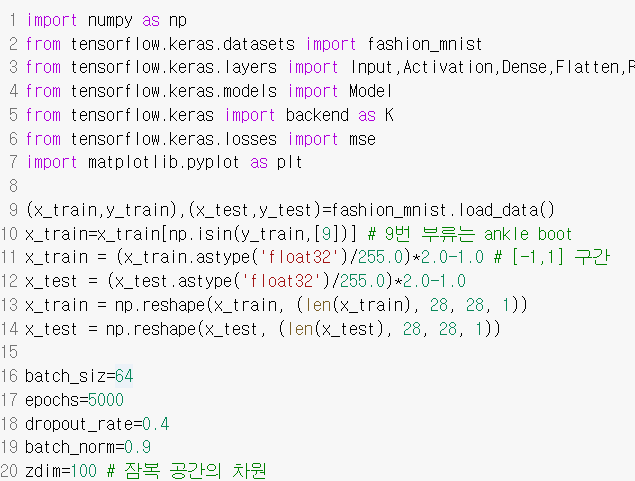 1 import numpy as np
2 from tensorflow.keras.datasets import fashion_mnist
3 from tensorflow.keras.layers import Input,Activation,Dense,Flatten,R
4 from tensorflow.keras.models import Model
5 from tensorflow.keras import backend as K
6 from tensorflow.keras.losses import mse
7 import matplotlib.pyplot as plt
8
9 (x_train,y_train),(x_test,y_test)=fashion_mnist.load_data()
10 x_train=x_train[np.isin(y_train,[9])] # 9번 부류는 ankle boot
11 x_train = (x_train.astype('float32')/255.0)*2.0-1.0 # [-1,1] 구간
12 x_test = (x_test.astype('float32')/255.0)*2.0-1.0
13 x_train = np.reshape(x_train, (len(x_train), 28, 28, 1))
14 x_test = np.reshape(x_test, (len(x_test), 28, 28, 1))
15
16 batch_siz=64
17 epochs=5000
18 dropout_rate=0.4
19 batch_norm=0.9
20 zdim=100 # 잠복 공간의 차원